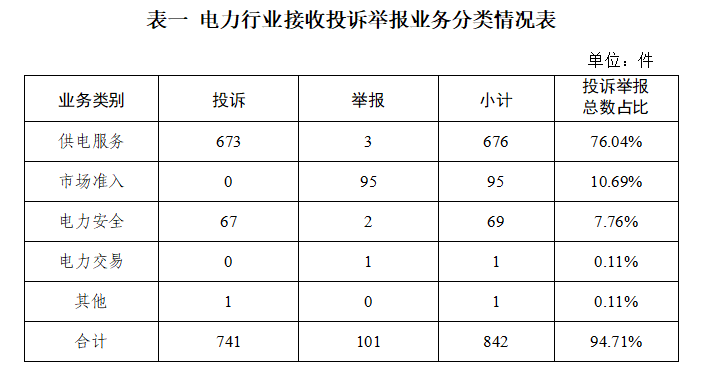 表一 电力行业接收投诉举报业务分类情况表
单位：件
业务类别 投诉 举报 小计 投诉举报
总数占比
供电服务 673 3 676 76.04%
市场准入 0 95 95 10.69%
电力安全 67 2 69 7.76%
电力交易 0 1 1 0.11%
其他 1 0 1 0.11%
合计 741 101 842 94.71%